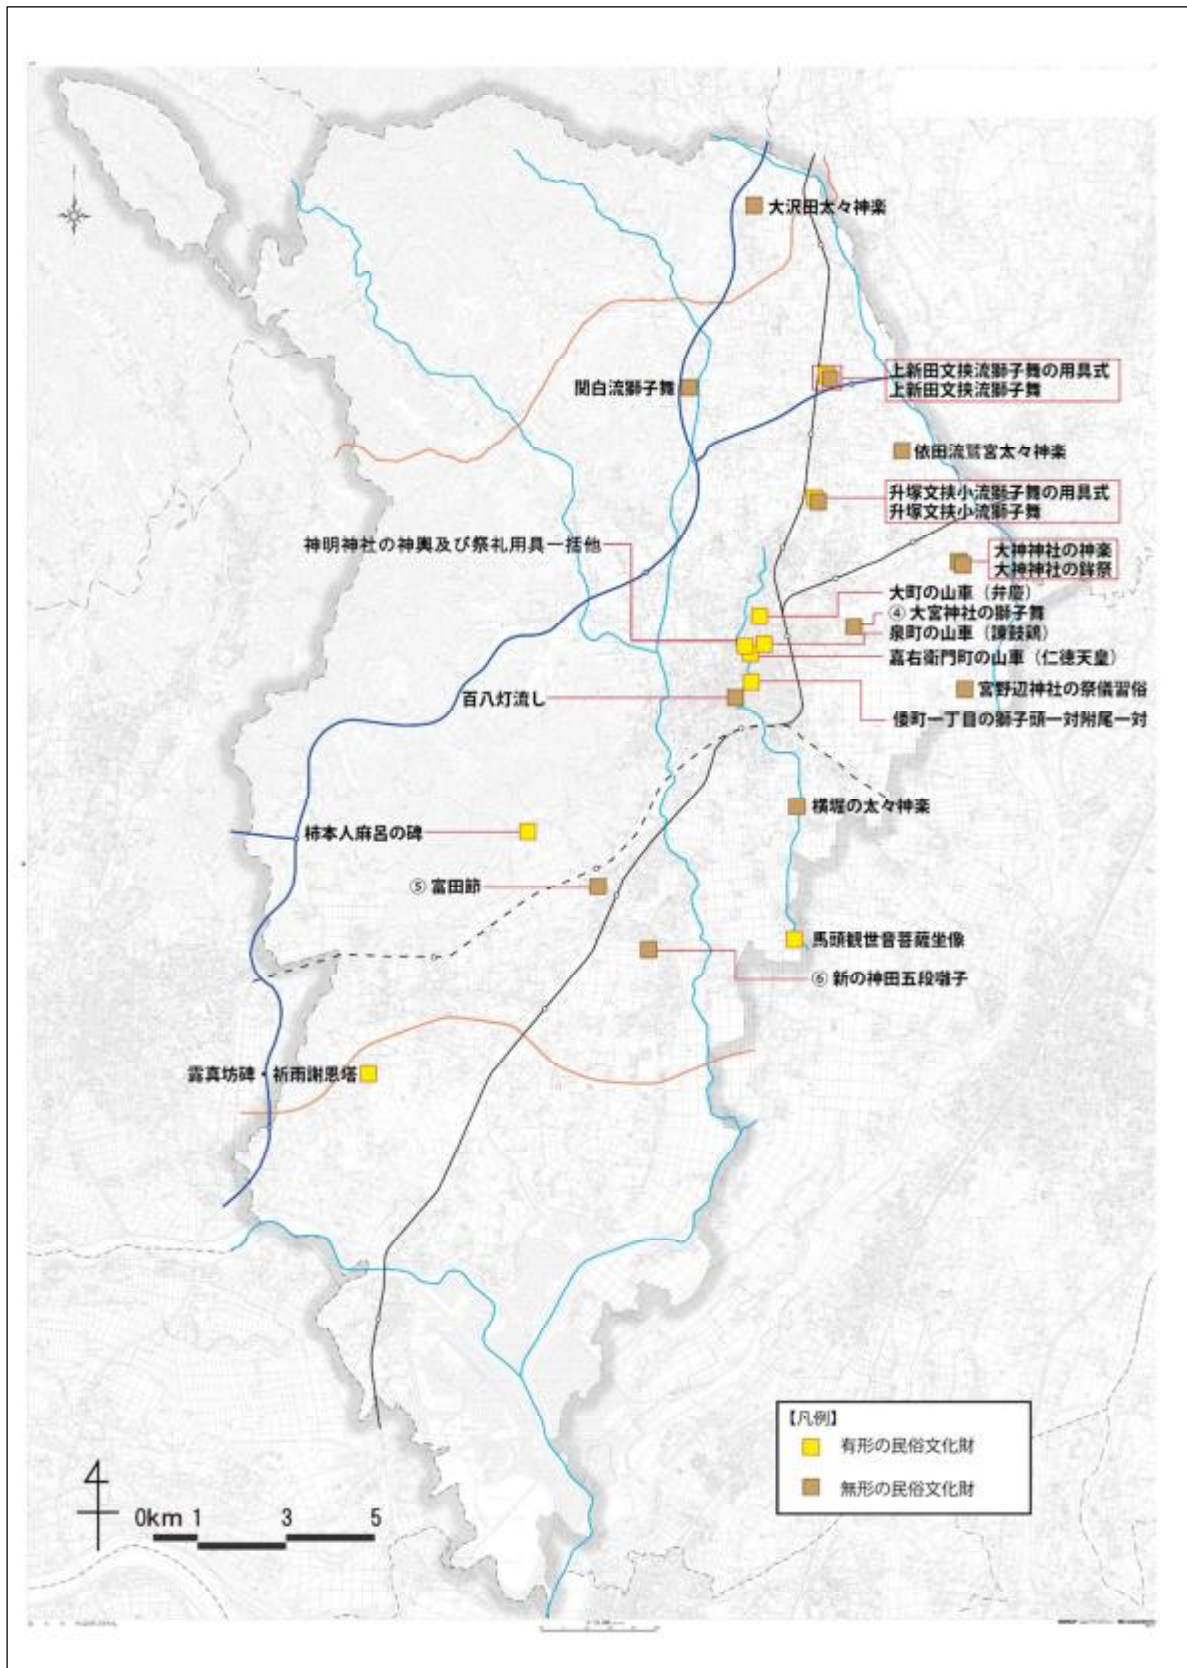 大沢田太々神楽
上新田文挟流獅子舞の用具式
上新田文挟流獅子舞
関白流獅子舞
依田流鷲宮太々神楽
升塚文挟小流獅子舞の用具式
升塚文挟小流獅子舞
神明神社の神輿及び祭礼用具一括他
大神神社の神楽
大神神社の鉾祭
大町の山車（弁慶）
④ 大宮神社の獅子舞
泉町の山車（諫鼓鶏）
嘉右衛門町の山車（仁徳天皇）
百八灯流し
宮野辺神社の祭儀習俗
倭町一丁目の獅子頭一対附尾一対
横堀の太々神楽
柿本人麻呂の碑
⑤ 富田節
馬頭観世音菩薩坐像
⑥ 新の神田五段囃子
露真坊碑・祈雨謝恩塔
【凡例】
有形の民俗文化財
無形の民俗文化財
0km 1 3 5